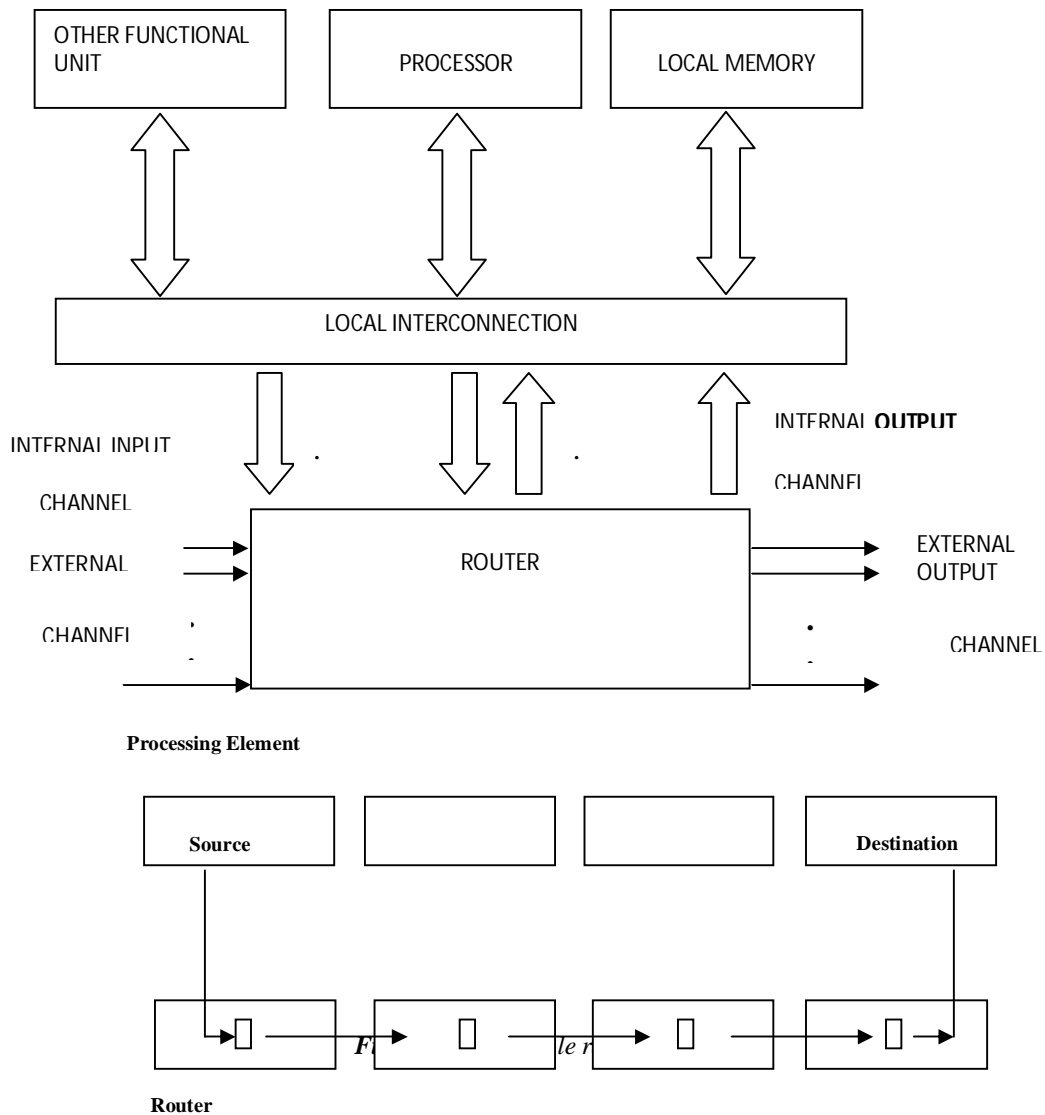 OTHER FUNCTIONAL
UNIT
PROCESSOR
LOCAL MEMORY
LOCAL INTERCONNECTION
INTERNAL INPUT
CHANNEL
INTERNAL OUTPUT
CHANNEL
EXTERNAL
CHANNEL
ROUTER
EXTERNAL
OUTPUT
CHANNEL
Processing Element
Source
Destination
Router